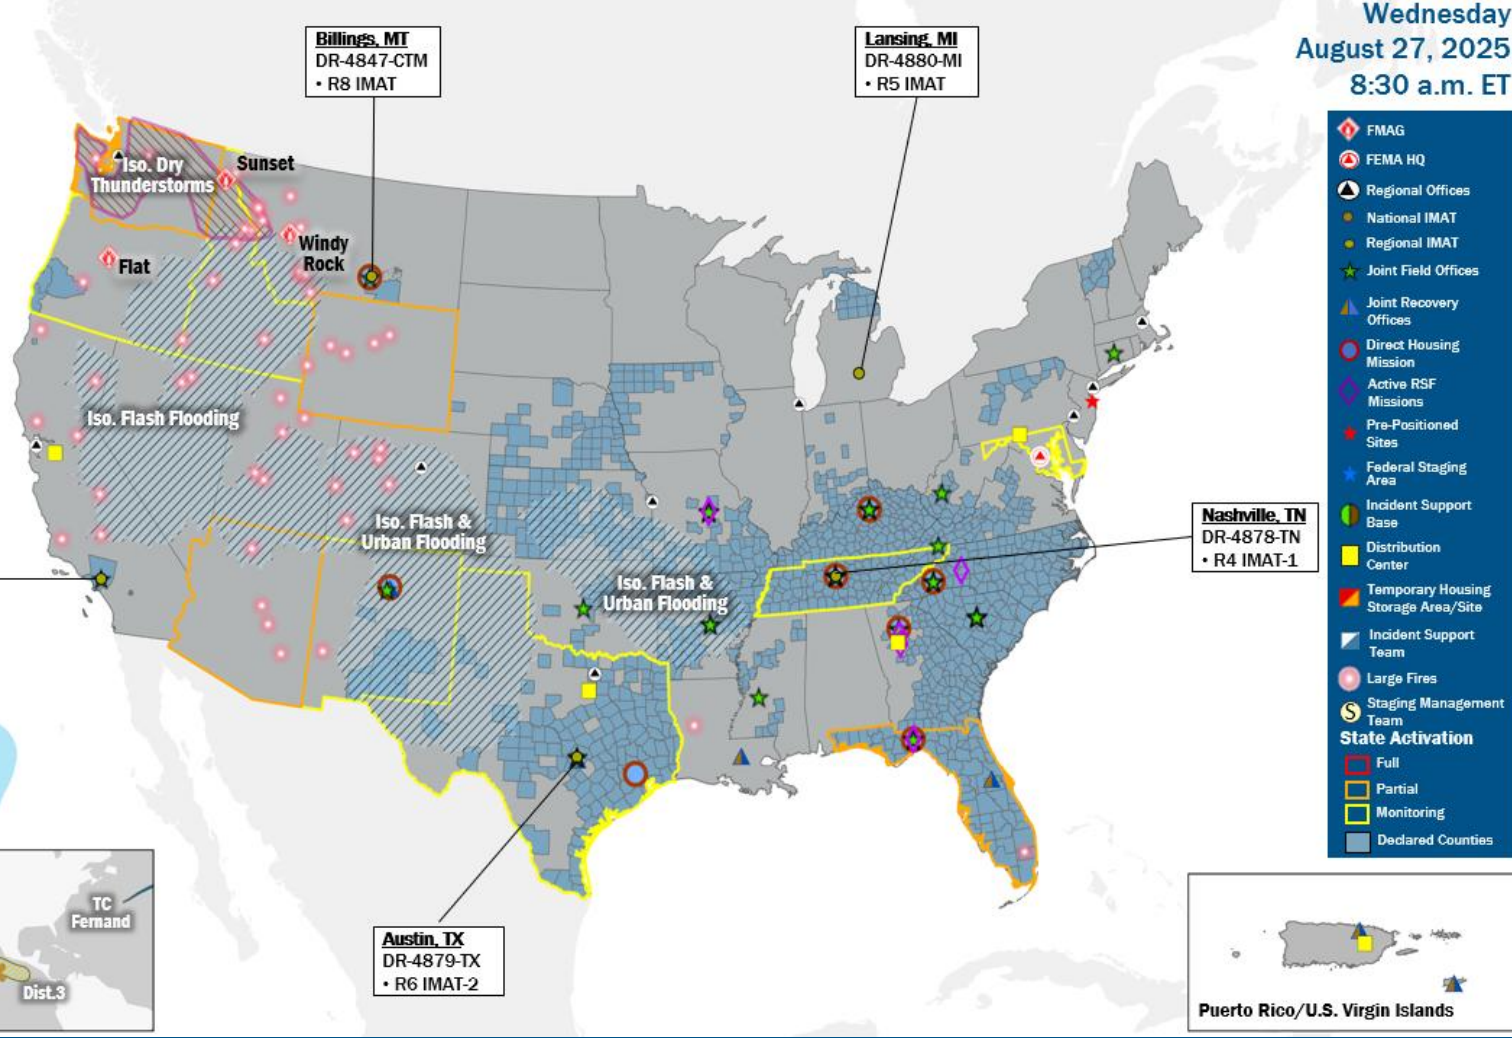 Wednesday
August 27, 2025
8:30 a.m. ET
Billings, MT
DR-4847-CTM
• R8 IMAT
Lansing, MI
DR-4880-MI
• R5 IMAT
Iso. Dry
Thunderstorms
Sunset
Windy
Rock
Flat
Iso. Flash Flooding
Iso. Flash &
Urban Flooding
Iso. Flash &
Urban Flooding
Nashville, TN
DR-4878-TN
• R4 IMAT-1
Austin, TX
DR-4879-TX
• R6 IMAT-2
TC
Fernand
Dist.3
FMAG
FEMA HQ
Regional Offices
National IMAT
Regional IMAT
Joint Field Offices
Joint Recovery
Offices
Direct Housing
Mission
Active RSF
Missions
Pre-Positioned
Sites
Federal Staging
Area
Incident Support
Base
Distribution
Center
Temporary Housing
Storage Area/Site
Incident Support
Team
Large Fires
S
Staging Management
Team
State Activation
Full
Partial
Monitoring
Declared Counties
Puerto Rico/U.S. Virgin Islands